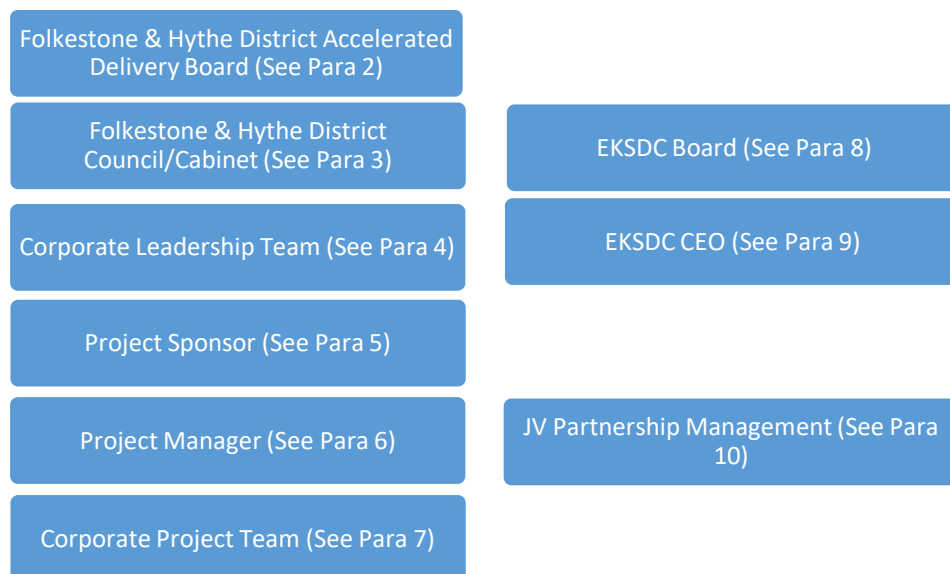 Folkestone & Hythe District Accelerated
Delivery Board (See Para 2)
Folkestone & Hythe District
Council/Cabinet (See Para 3)
EKSDC Board (See Para 8)
Corporate Leadership Team (See Para 4)
EKSDC CEO (See Para 9)
Project Sponsor (See Para 5)
Project Manager (See Para 6)
JV Partnership Management (See Para
10)
Corporate Project Team (See Para 7)